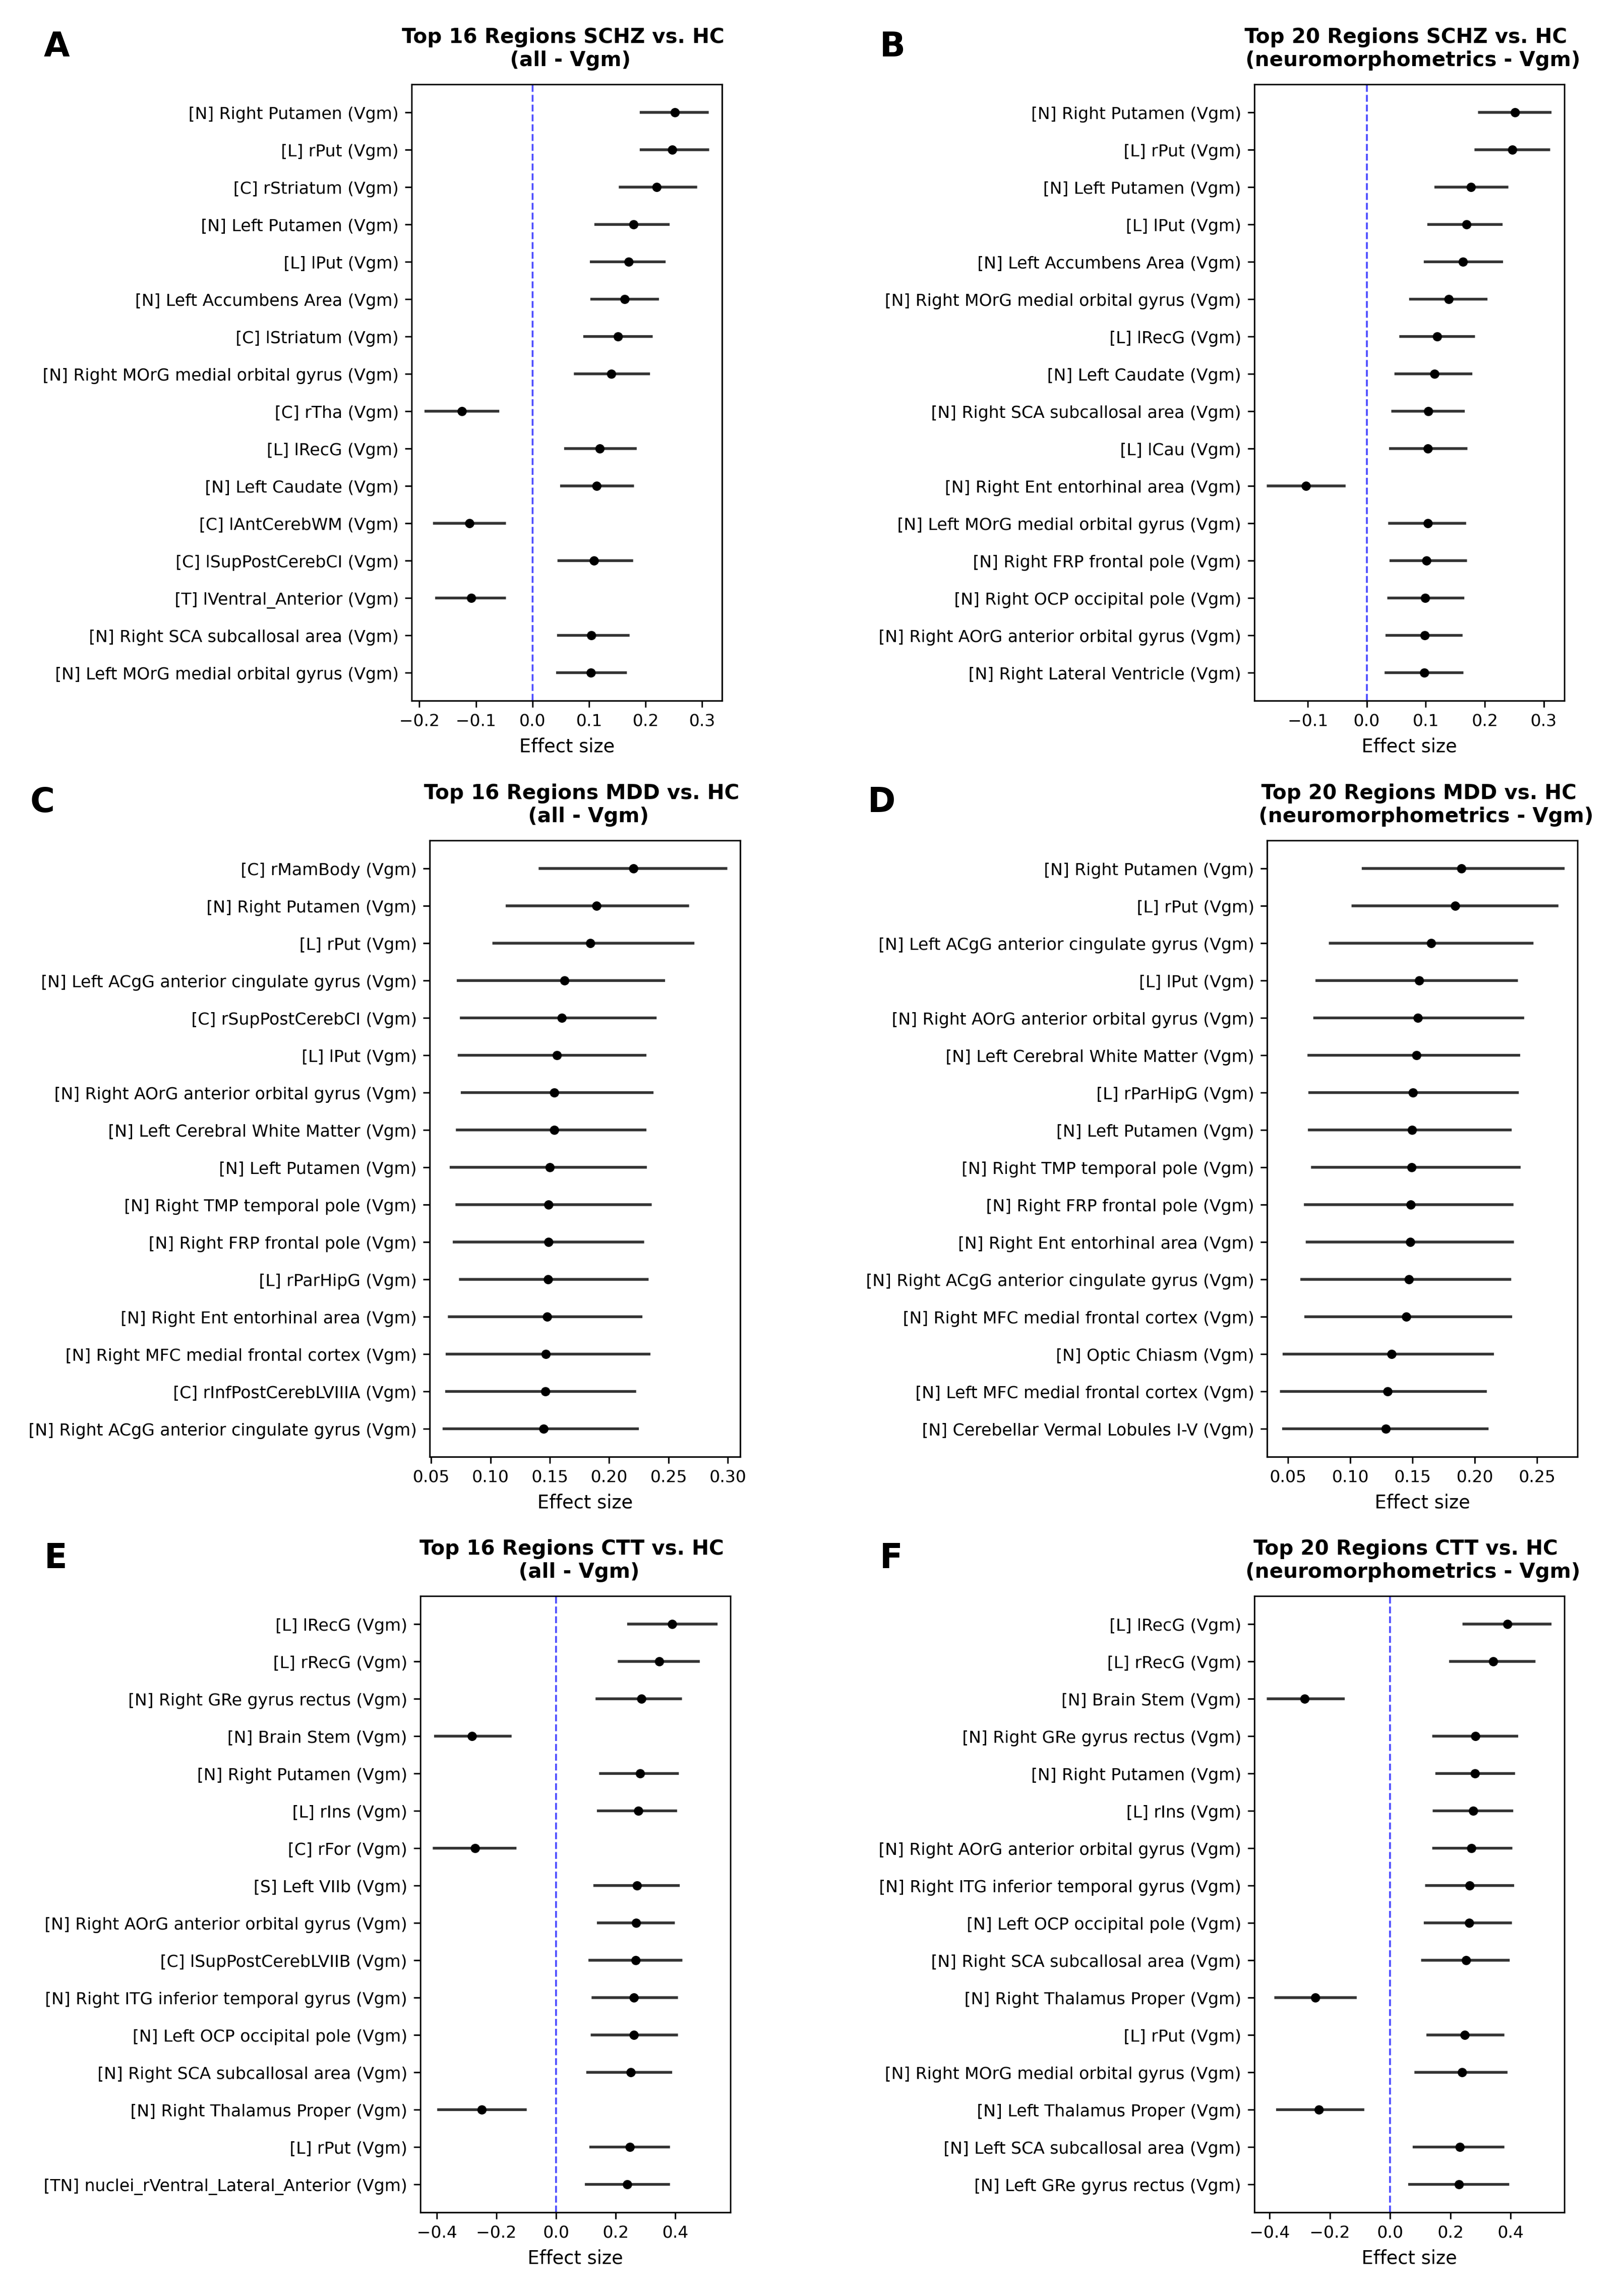 A
Top 16 Regions SCHZ vs. HC
(all - Vgm)
[N] Right Putamen (Vgm)
[L] rPut (Vgm)
[C] rStriatum (Vgm)
[N] Left Putamen (Vgm)
[L] lPut (Vgm)
[N] Left Accumbens Area (Vgm)
[C] lStriatum (Vgm)
[N] Right MOrG medial orbital gyrus (Vgm)
[C] rTha (Vgm)
[L] lRecG (Vgm)
[N] Left Caudate (Vgm)
[C] lAntCerebWM (Vgm)
[C] lSupPostCerebCI (Vgm)
[T] lVentral_Anterior (Vgm)
[N] Right SCA subcallosal area (Vgm)
[N] Left MOrG medial orbital gyrus (Vgm)
−0.2 −0.1 0.0 0.1 0.2 0.3
Effect size
B
Top 20 Regions SCHZ vs. HC
(neuromorphometrics - Vgm)
[N] Right Putamen (Vgm)
[L] rPut (Vgm)
[N] Left Putamen (Vgm)
[L] lPut (Vgm)
[N] Left Accumbens Area (Vgm)
[N] Right MOrG medial orbital gyrus (Vgm)
[L] lRecG (Vgm)
[N] Left Caudate (Vgm)
[N] Right SCA subcallosal area (Vgm)
[L] lCau (Vgm)
[N] Right Ent entorhinal area (Vgm)
[N] Left MOrG medial orbital gyrus (Vgm)
[N] Right FRP frontal pole (Vgm)
[N] Right OCP occipital pole (Vgm)
[N] Right AOrG anterior orbital gyrus (Vgm)
[N] Right Lateral Ventricle (Vgm)
−0.1 0.0 0.1 0.2 0.3
Effect size
C
Top 16 Regions MDD vs. HC
(all - Vgm)
[C] rMamBody (Vgm)
[N] Right Putamen (Vgm)
[L] rPut (Vgm)
[N] Left ACgG anterior cingulate gyrus (Vgm)
[C] rSupPostCerebCI (Vgm)
[L] lPut (Vgm)
[N] Right AOrG anterior orbital gyrus (Vgm)
[N] Left Cerebral White Matter (Vgm)
[N] Left Putamen (Vgm)
[N] Right TMP temporal pole (Vgm)
[N] Right FRP frontal pole (Vgm)
[L] rParHipG (Vgm)
[N] Right Ent entorhinal area (Vgm)
[N] Right MFC medial frontal cortex (Vgm)
[C] rInfPostCerebLVIIIA (Vgm)
[N] Right ACgG anterior cingulate gyrus (Vgm)
0.05 0.10 0.15 0.20 0.25 0.30
Effect size
D
Top 20 Regions MDD vs. HC
(neuromorphometrics - Vgm)
[N] Right Putamen (Vgm)
[L] rPut (Vgm)
[N] Left ACgG anterior cingulate gyrus (Vgm)
[L] lPut (Vgm)
[N] Right AOrG anterior orbital gyrus (Vgm)
[N] Left Cerebral White Matter (Vgm)
[L] rParHipG (Vgm)
[N] Left Putamen (Vgm)
[N] Right TMP temporal pole (Vgm)
[N] Right FRP frontal pole (Vgm)
[N] Right Ent entorhinal area (Vgm)
[N] Right ACgG anterior cingulate gyrus (Vgm)
[N] Right MFC medial frontal cortex (Vgm)
[N] Optic Chiasm (Vgm)
[N] Left MFC medial frontal cortex (Vgm)
[N] Cerebellar Vermal Lobules I-V (Vgm)
0.05 0.10 0.15 0.20 0.25
Effect size
E
Top 16 Regions CTT vs. HC
(all - Vgm)
[L] lRecG (Vgm)
[L] rRecG (Vgm)
[N] Right GRe gyrus rectus (Vgm)
[N] Brain Stem (Vgm)
[N] Right Putamen (Vgm)
[L] rIns (Vgm)
[C] rFor (Vgm)
[S] Left VIIb (Vgm)
[N] Right AOrG anterior orbital gyrus (Vgm)
[C] lSupPostCerebLVIIB (Vgm)
[N] Right ITG inferior temporal gyrus (Vgm)
[N] Left OCP occipital pole (Vgm)
[N] Right SCA subcallosal area (Vgm)
[N] Right Thalamus Proper (Vgm)
[L] rPut (Vgm)
[TN] nuclei_rVentral_Lateral_Anterior (Vgm)
−0.4 −0.2 0.0 0.2 0.4
Effect size
F
Top 20 Regions CTT vs. HC
(neuromorphometrics - Vgm)
[L] lRecG (Vgm)
[L] rRecG (Vgm)
[N] Brain Stem (Vgm)
[N] Right GRe gyrus rectus (Vgm)
[N] Right Putamen (Vgm)
[L] rIns (Vgm)
[N] Right AOrG anterior orbital gyrus (Vgm)
[N] Right ITG inferior temporal gyrus (Vgm)
[N] Left OCP occipital pole (Vgm)
[N] Right SCA subcallosal area (Vgm)
[N] Right Thalamus Proper (Vgm)
[L] rPut (Vgm)
[N] Right MOrG medial orbital gyrus (Vgm)
[N] Left Thalamus Proper (Vgm)
[N] Left SCA subcallosal area (Vgm)
[N] Left GRe gyrus rectus (Vgm)
−0.4 −0.2 0.0 0.2 0.4
Effect size